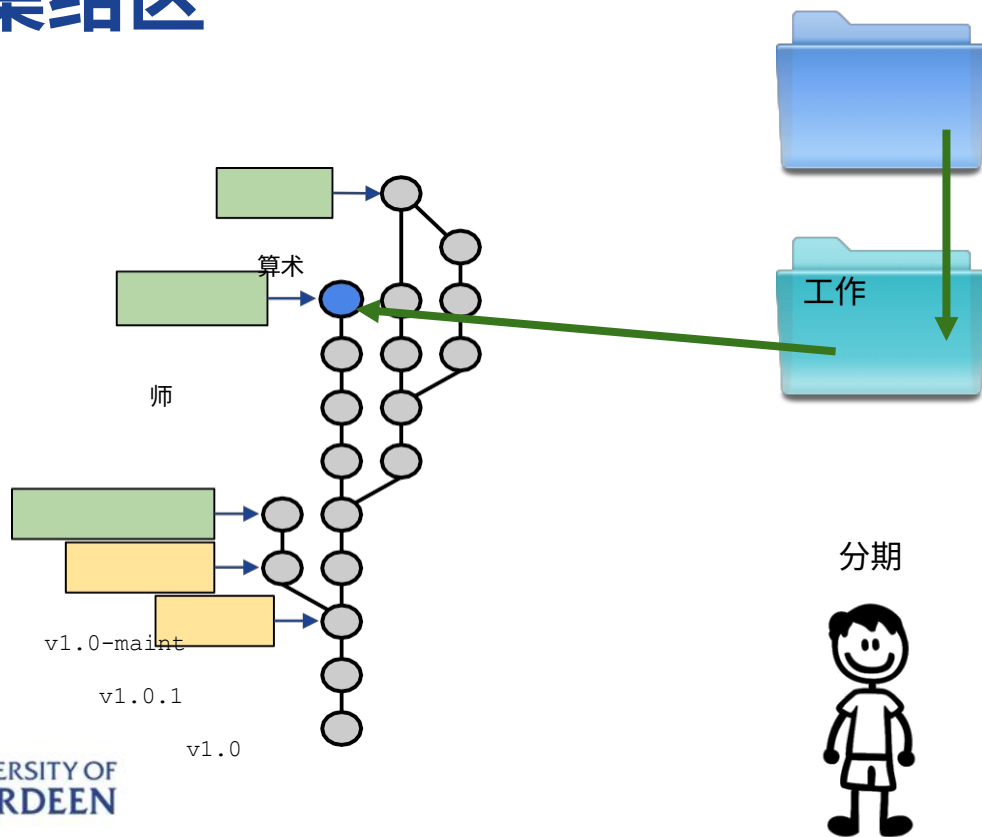 集结区
算术
工作
师
分期
v1.0-maint
v1.0.1
v1.0
ERSITY OF
RDEEN